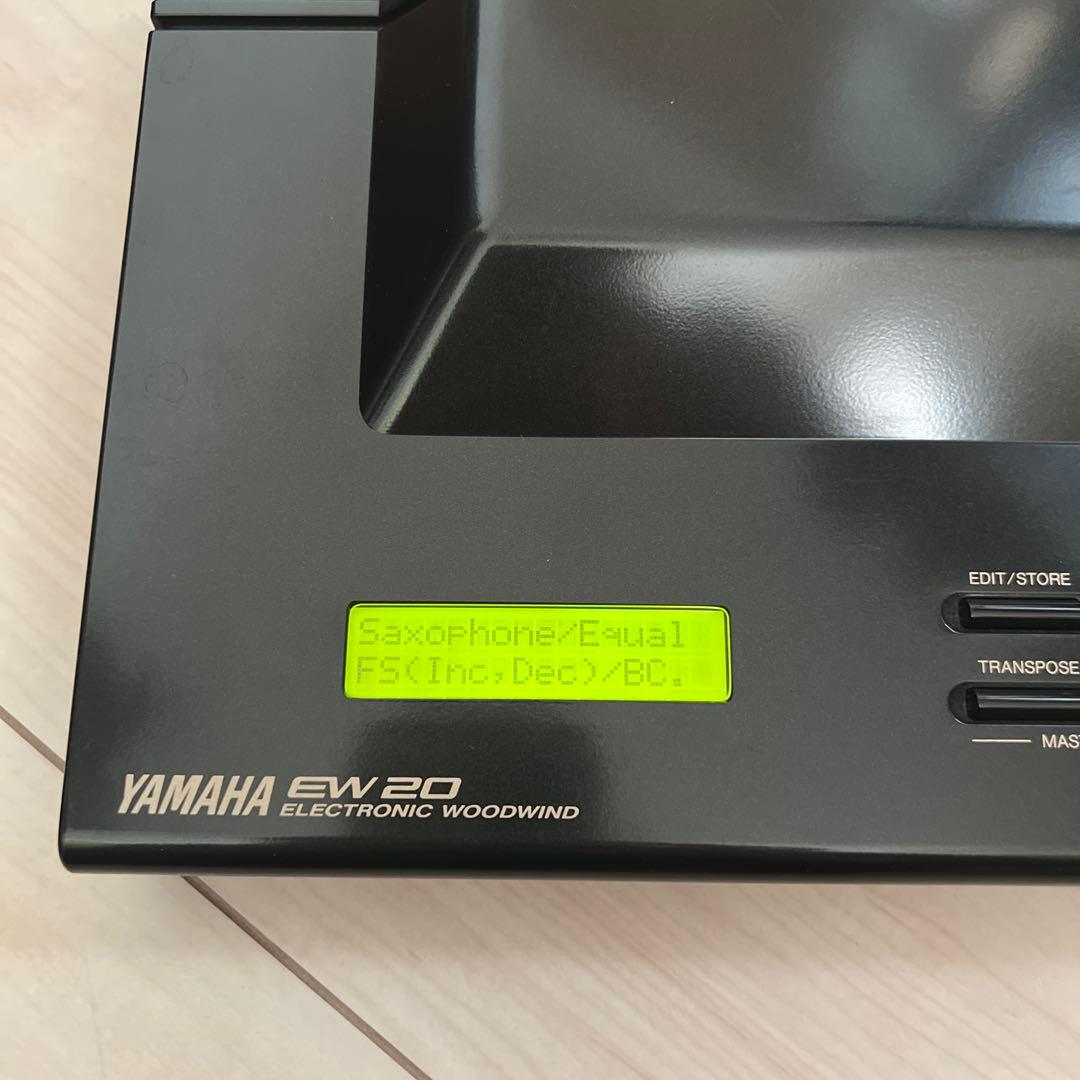 EDIT/STORE
Saxophone/Equal
FS(Inc,Dec)/BC.
TRANSPOSE
YAMAHA EW20
ELECTRONIC WOODWIND